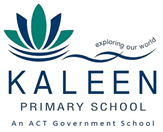 exploring our world
KALEEN
PRIMARY SCHOOL
An ACT Government School